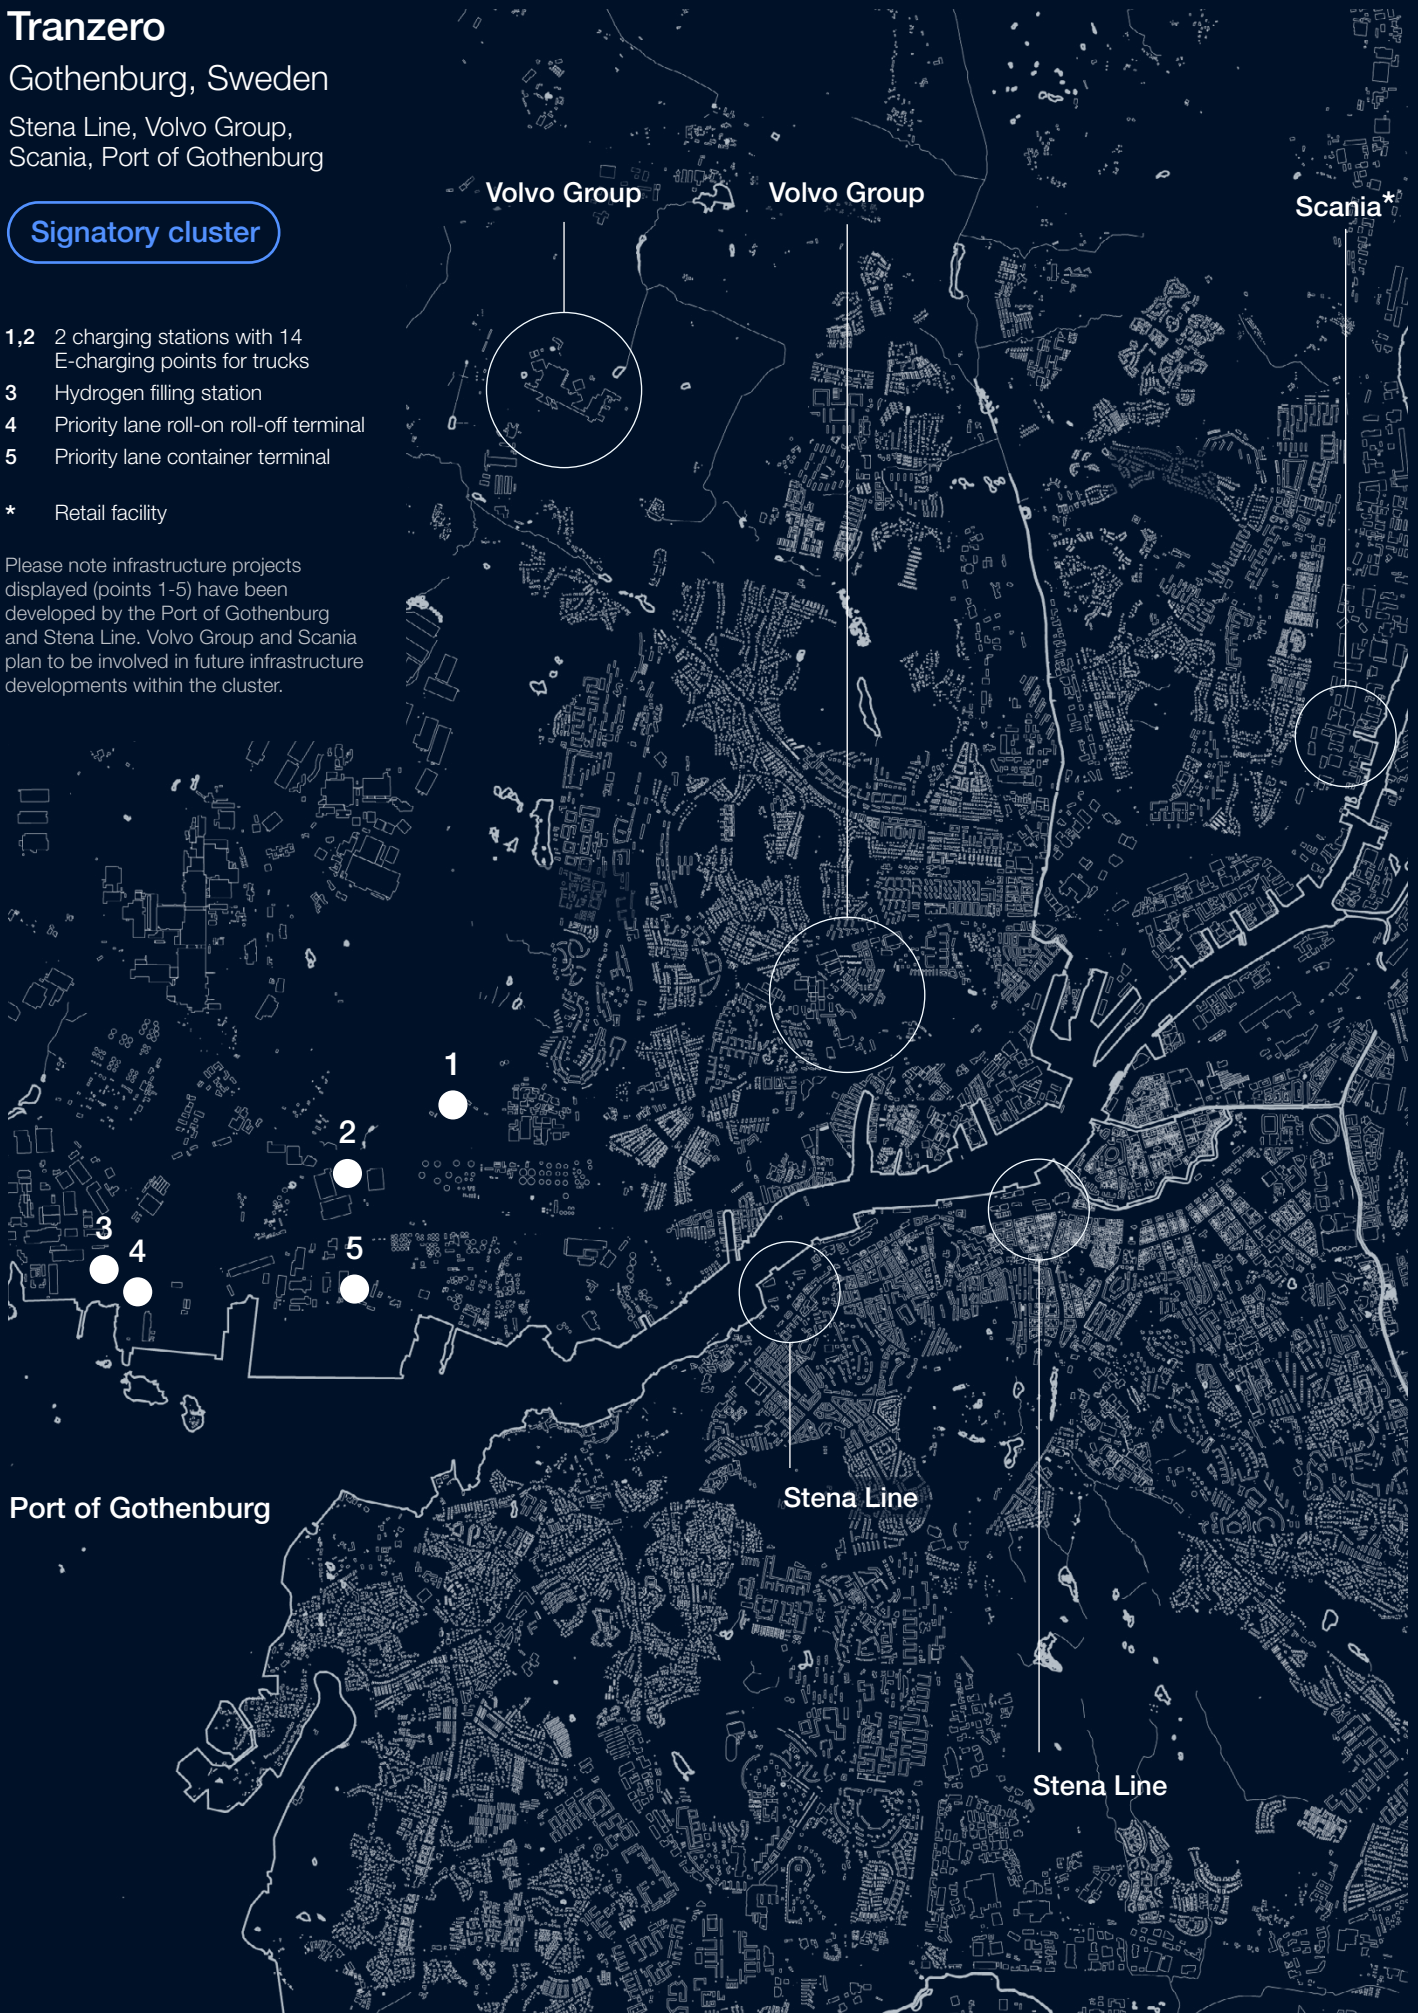 Tranzero
Gothenburg, Sweden
Stena Line, Volvo Group,
Scania, Port of Gothenburg
Signatory cluster
1,2 2 charging stations with 14
E-charging points for trucks
3 Hydrogen filling station
4 Priority lane roll-on roll-off terminal
5 Priority lane container terminal
* Retail facility
Please note infrastructure projects
displayed (points 1-5) have been
developed by the Port of Gothenburg
and Stena Line. Volvo Group and Scania
plan to be involved in future infrastructure
developments within the cluster.
Volvo Group
Volvo Group
Scania*
1
2
3
4
5
Port of Gothenburg
Stena Line
Stena Line